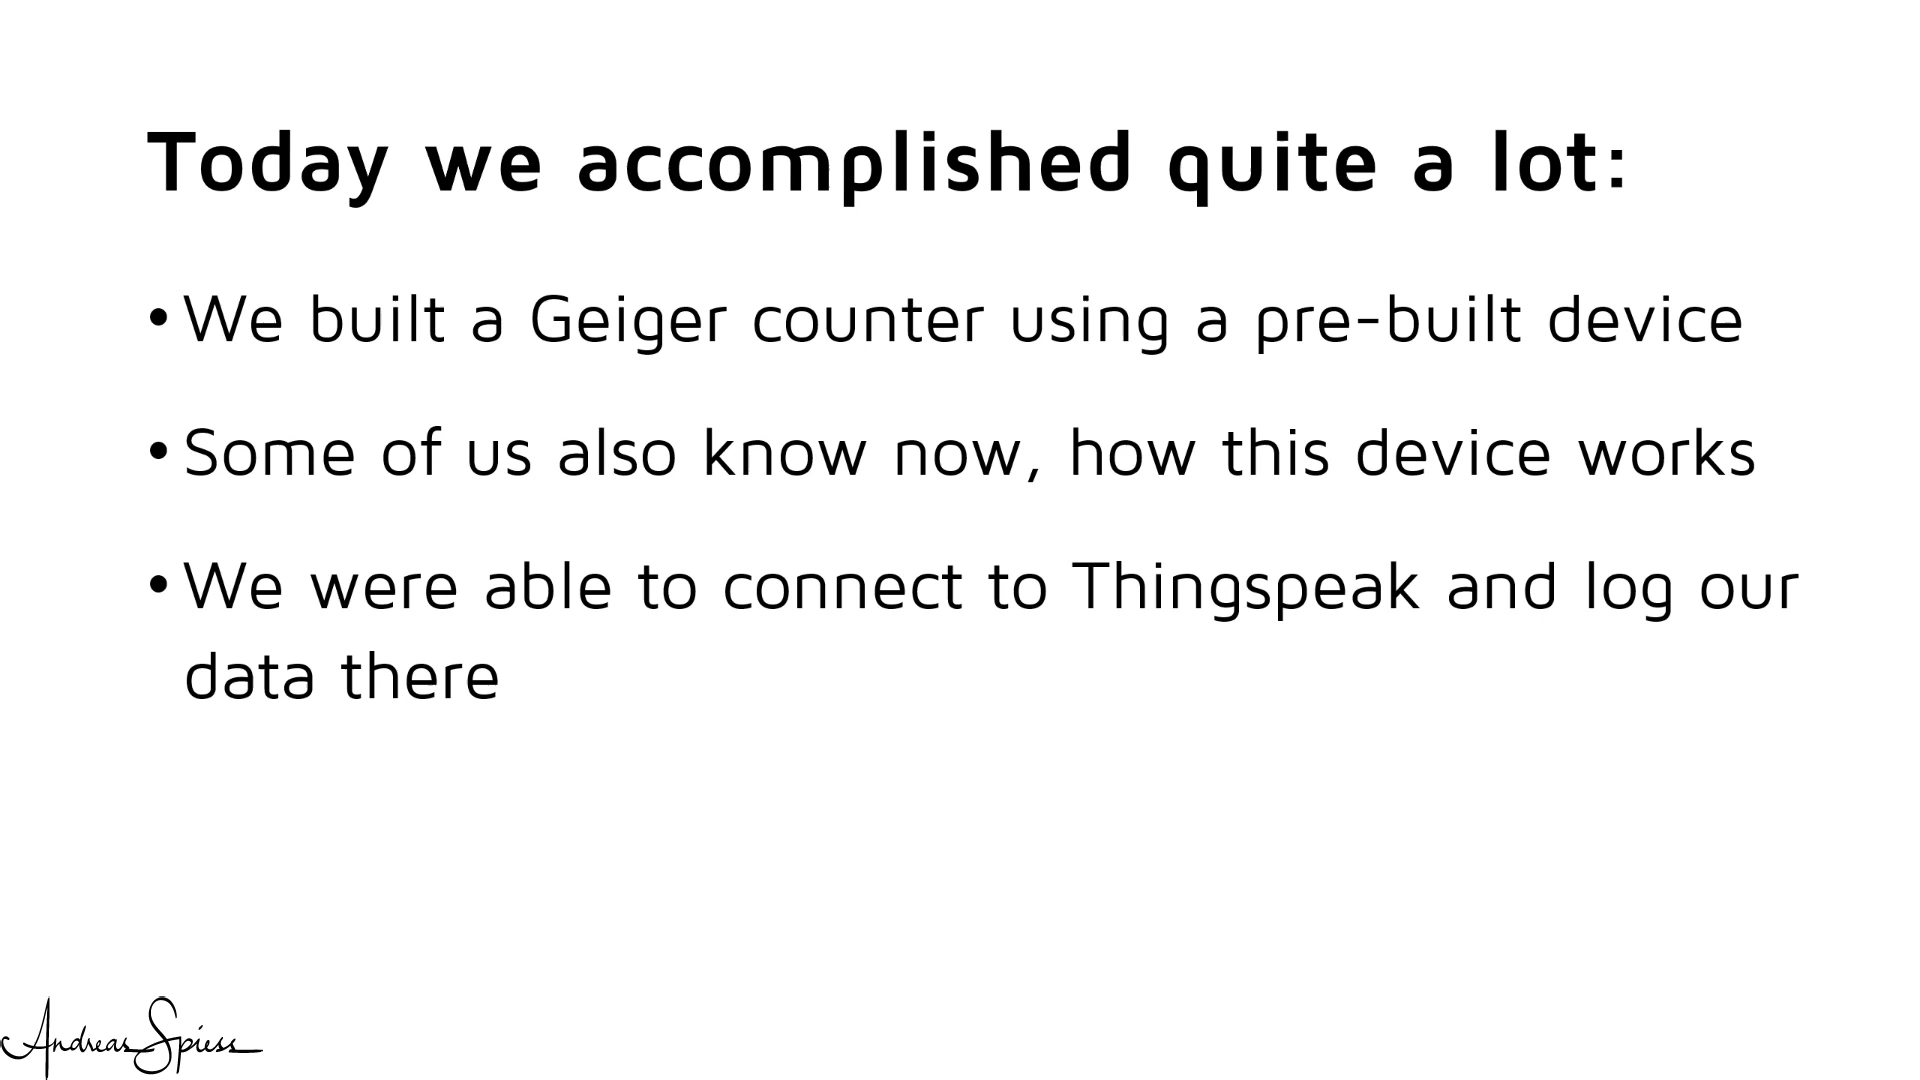 Today we accomplished quite a lot:
• We built a Geiger counter using a pre-built device
• Some of us also know now, how this device works
• We were able to connect to Thingspeak and log our
data there
Andreas Spiess